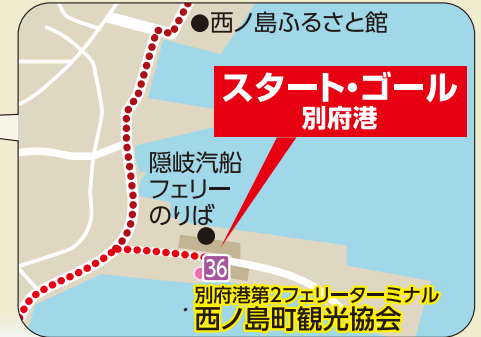 西ノ島ふるさと館
スタート・ゴール
別府港
隠岐汽船
フェリー
のりば
36
別府港第2フェリーターミナル
西ノ島町観光協会